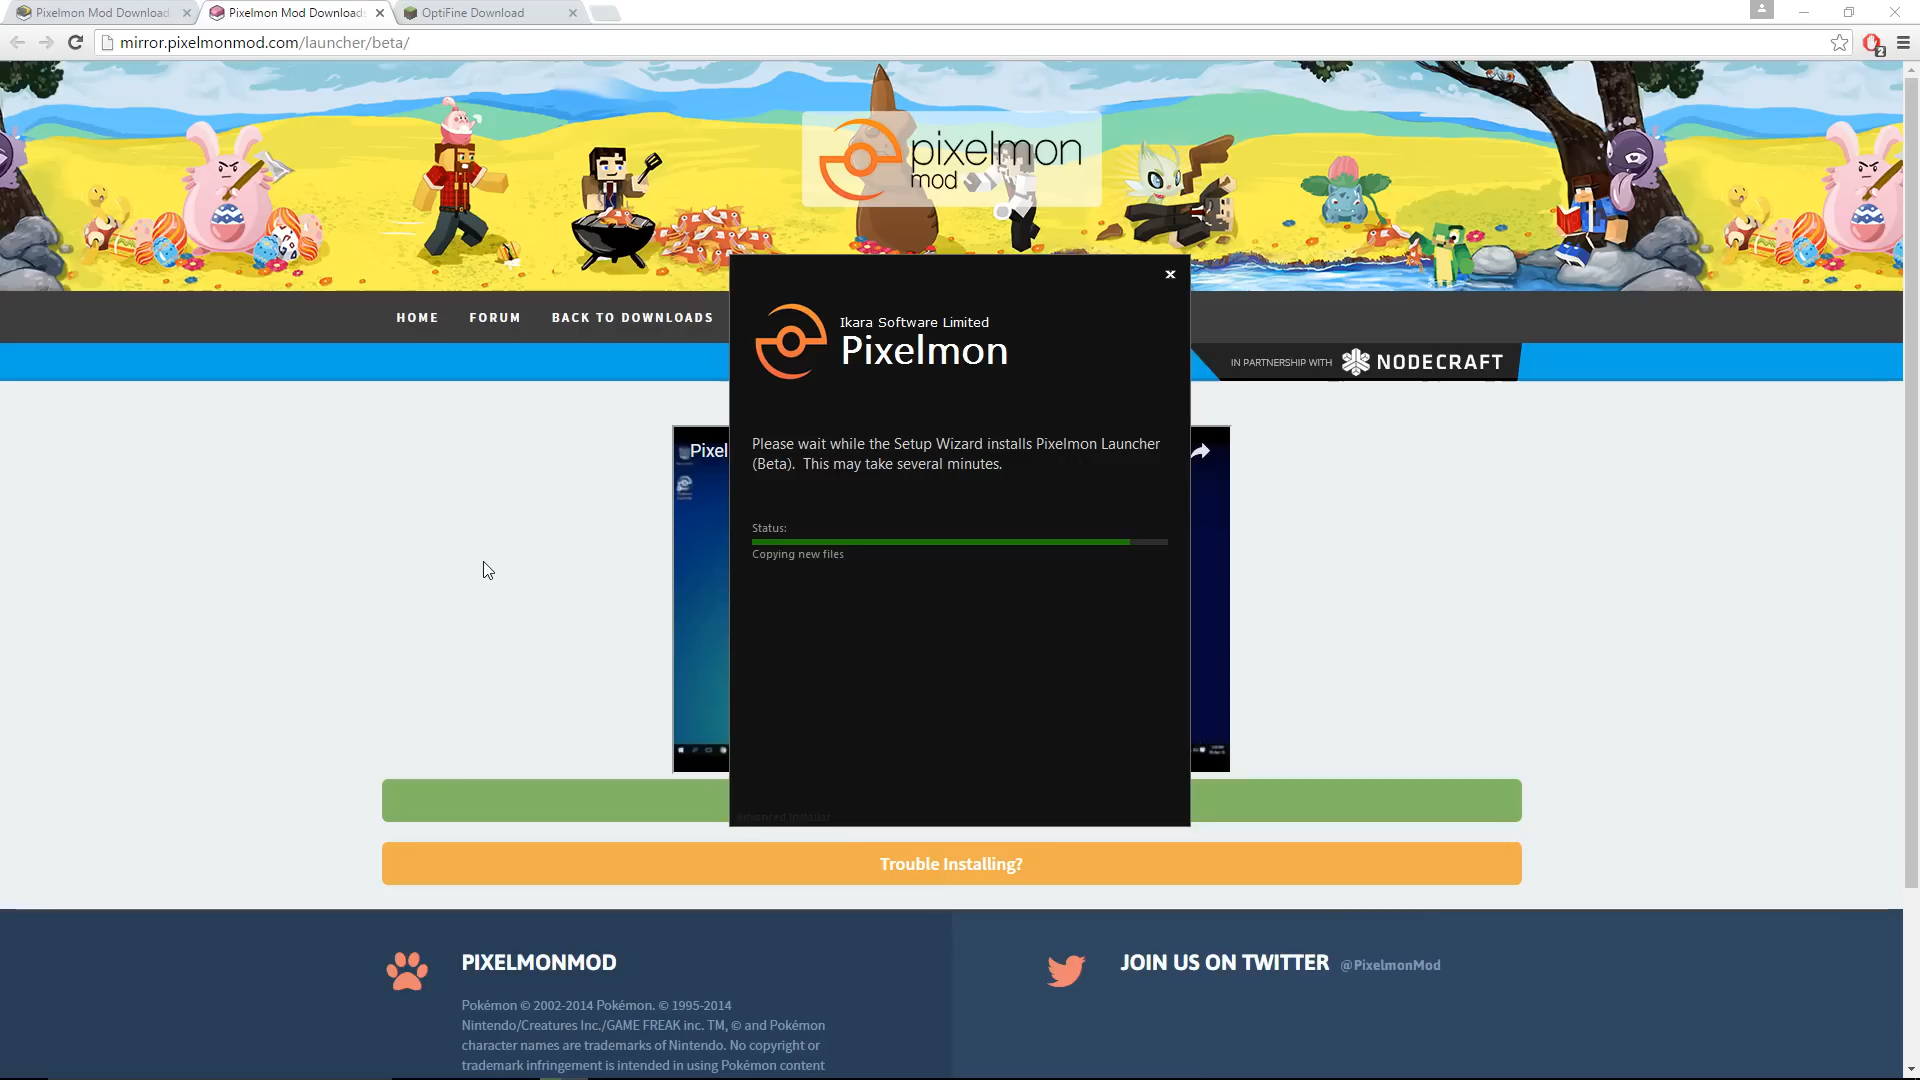 Pixelmon Mod Download
Pixelmon Mod Download
OptiFine Download
mirror.pixelmonmod.com/launcher/beta/
2
pixelmon
mod
HOME
FORUM
BACK TO DOWNLOADS
IN PARTNERSHIP WITH NODECRAFT
Ikara Software Limited
Pixelmon
Pixel
Please wait while the Setup Wizard installs Pixelmon Launcher
(Beta). This may take several minutes.
Status:
Copying new files
Advanced Installer
Trouble Installing?
PIXELMONMOD
Pokémon © 2002-2014 Pokémon. © 1995-2014
Nintendo/Creatures Inc./GAME FREAK inc. TM, © and Pokémon
character names are trademarks of Nintendo. No copyright or
trademark infringement is intended in using Pokémon content
JOIN US ON TWITTER @PixelmonMod